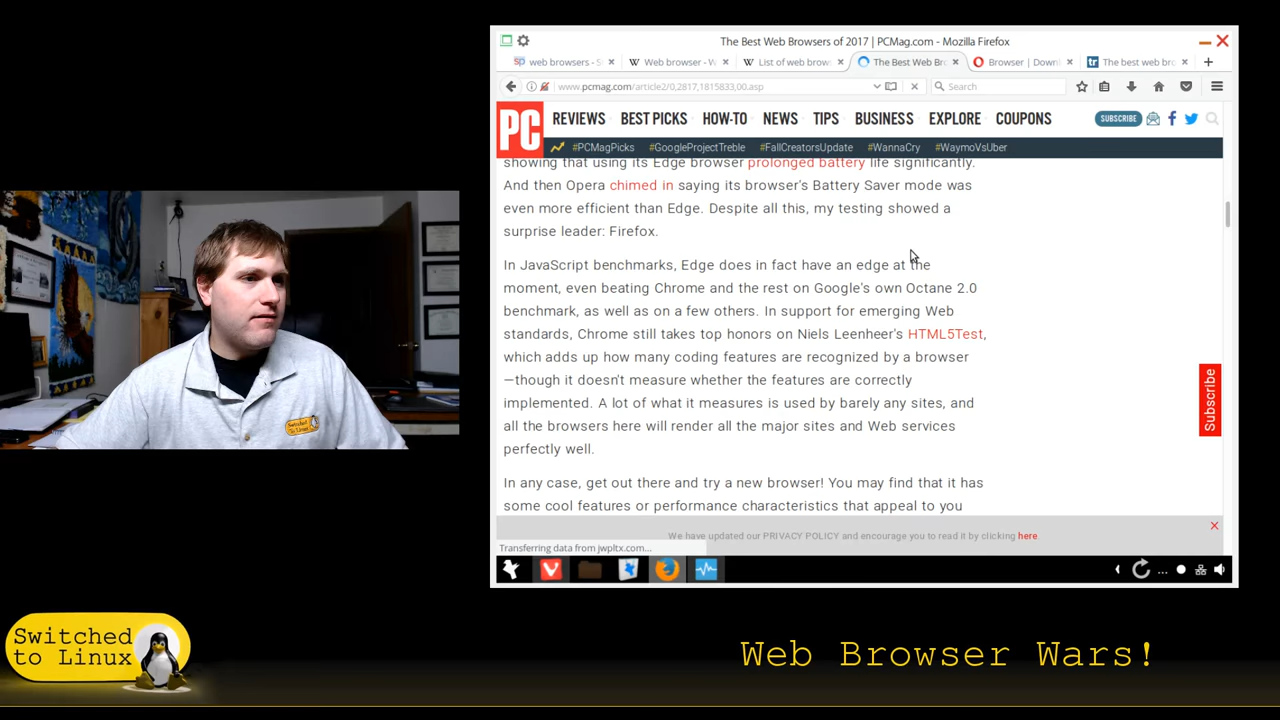 The Best Web Browsers of 2017 | PCMag.com - Mozilla Firefox
web browsers - S
Web browser - W
List of web brow
The Best Web Bro
Browser | Downl
The best web bro
www.pcmag.com/article2/0,2817,1815833,00.asp
Search
PC
REVIEWS
BEST PICKS
HOW-TO
NEWS
TIPS
BUSINESS
EXPLORE
COUPONS
SUBSCRIBE
#PCMagPicks
#GoogleProjectTreble
#FallCreatorsUpdate
#WannaCry
#WaymoVsUber
showing that using its Edge browser prolonged battery life significantly.
And then Opera chimed in saying its browser's Battery Saver mode was
even more efficient than Edge. Despite all this, my testing showed a
surprise leader: Firefox.
In JavaScript benchmarks, Edge does in fact have an edge at the
moment, even beating Chrome and the rest on Google's own Octane 2.0
benchmark, as well as on a few others. In support for emerging Web
standards, Chrome still takes top honors on Niels Leenheer's HTML5Test,
which adds up how many coding features are recognized by a browser
—though it doesn't measure whether the features are correctly
implemented. A lot of what it measures is used by barely any sites, and
all the browsers here will render all the major sites and Web services
perfectly well.
In any case, get out there and try a new browser! You may find that it has
some cool features or performance characteristics that appeal to you
Subscribe
We have updated our PRIVACY POLICY and encourage you to read it by clicking here
Transferring data from jwpltx.com...
Switched
to Linux
Switched
to Linux
Web Browser Wars!